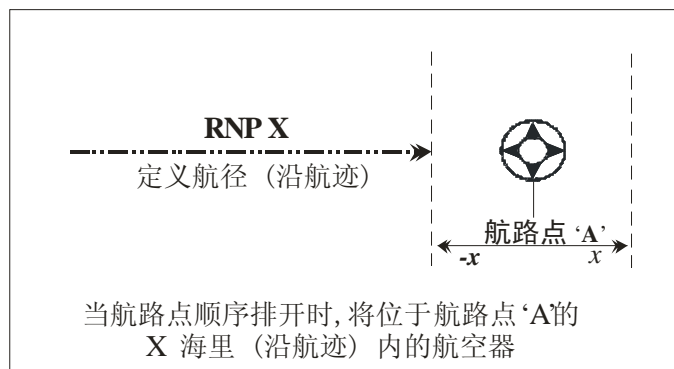 RNP X
定义航径 (沿航迹)
航路点 ‘A’
-x x
当航路点顺序排开时, 将位于航路点‘A’的
X 海里 (沿航迹) 内的航空器